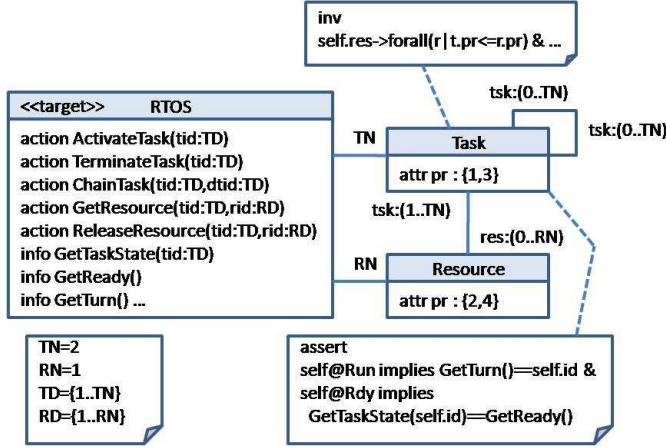 inv
self.res->forall(r|t.pr<=r.pr) & ...
<<target>> RTOS
action ActivateTask(tid:TD)
action TerminateTask(tid:TD)
action ChainTask(tid:TD,dtid:TD)
action GetResource(tid:TD,rid:RD)
action ReleaseResource(tid:TD,rid:RD)
info GetTaskState(tid:TD)
info GetReady()
info GetTurn() ...
TN
tsk:(0..TN)
tsk:(0..TN)
Task
attr pr : {1,3}
tsk:(1..TN)
res:(0..RN)
RN
Resource
attr pr : {2,4}
TN=2
RN=1
TD={1..TN}
RD={1..RN}
assert
self@Run implies GetTurn()==self.id &
self@Rdy implies
GetTaskState(self.id)==GetReady()